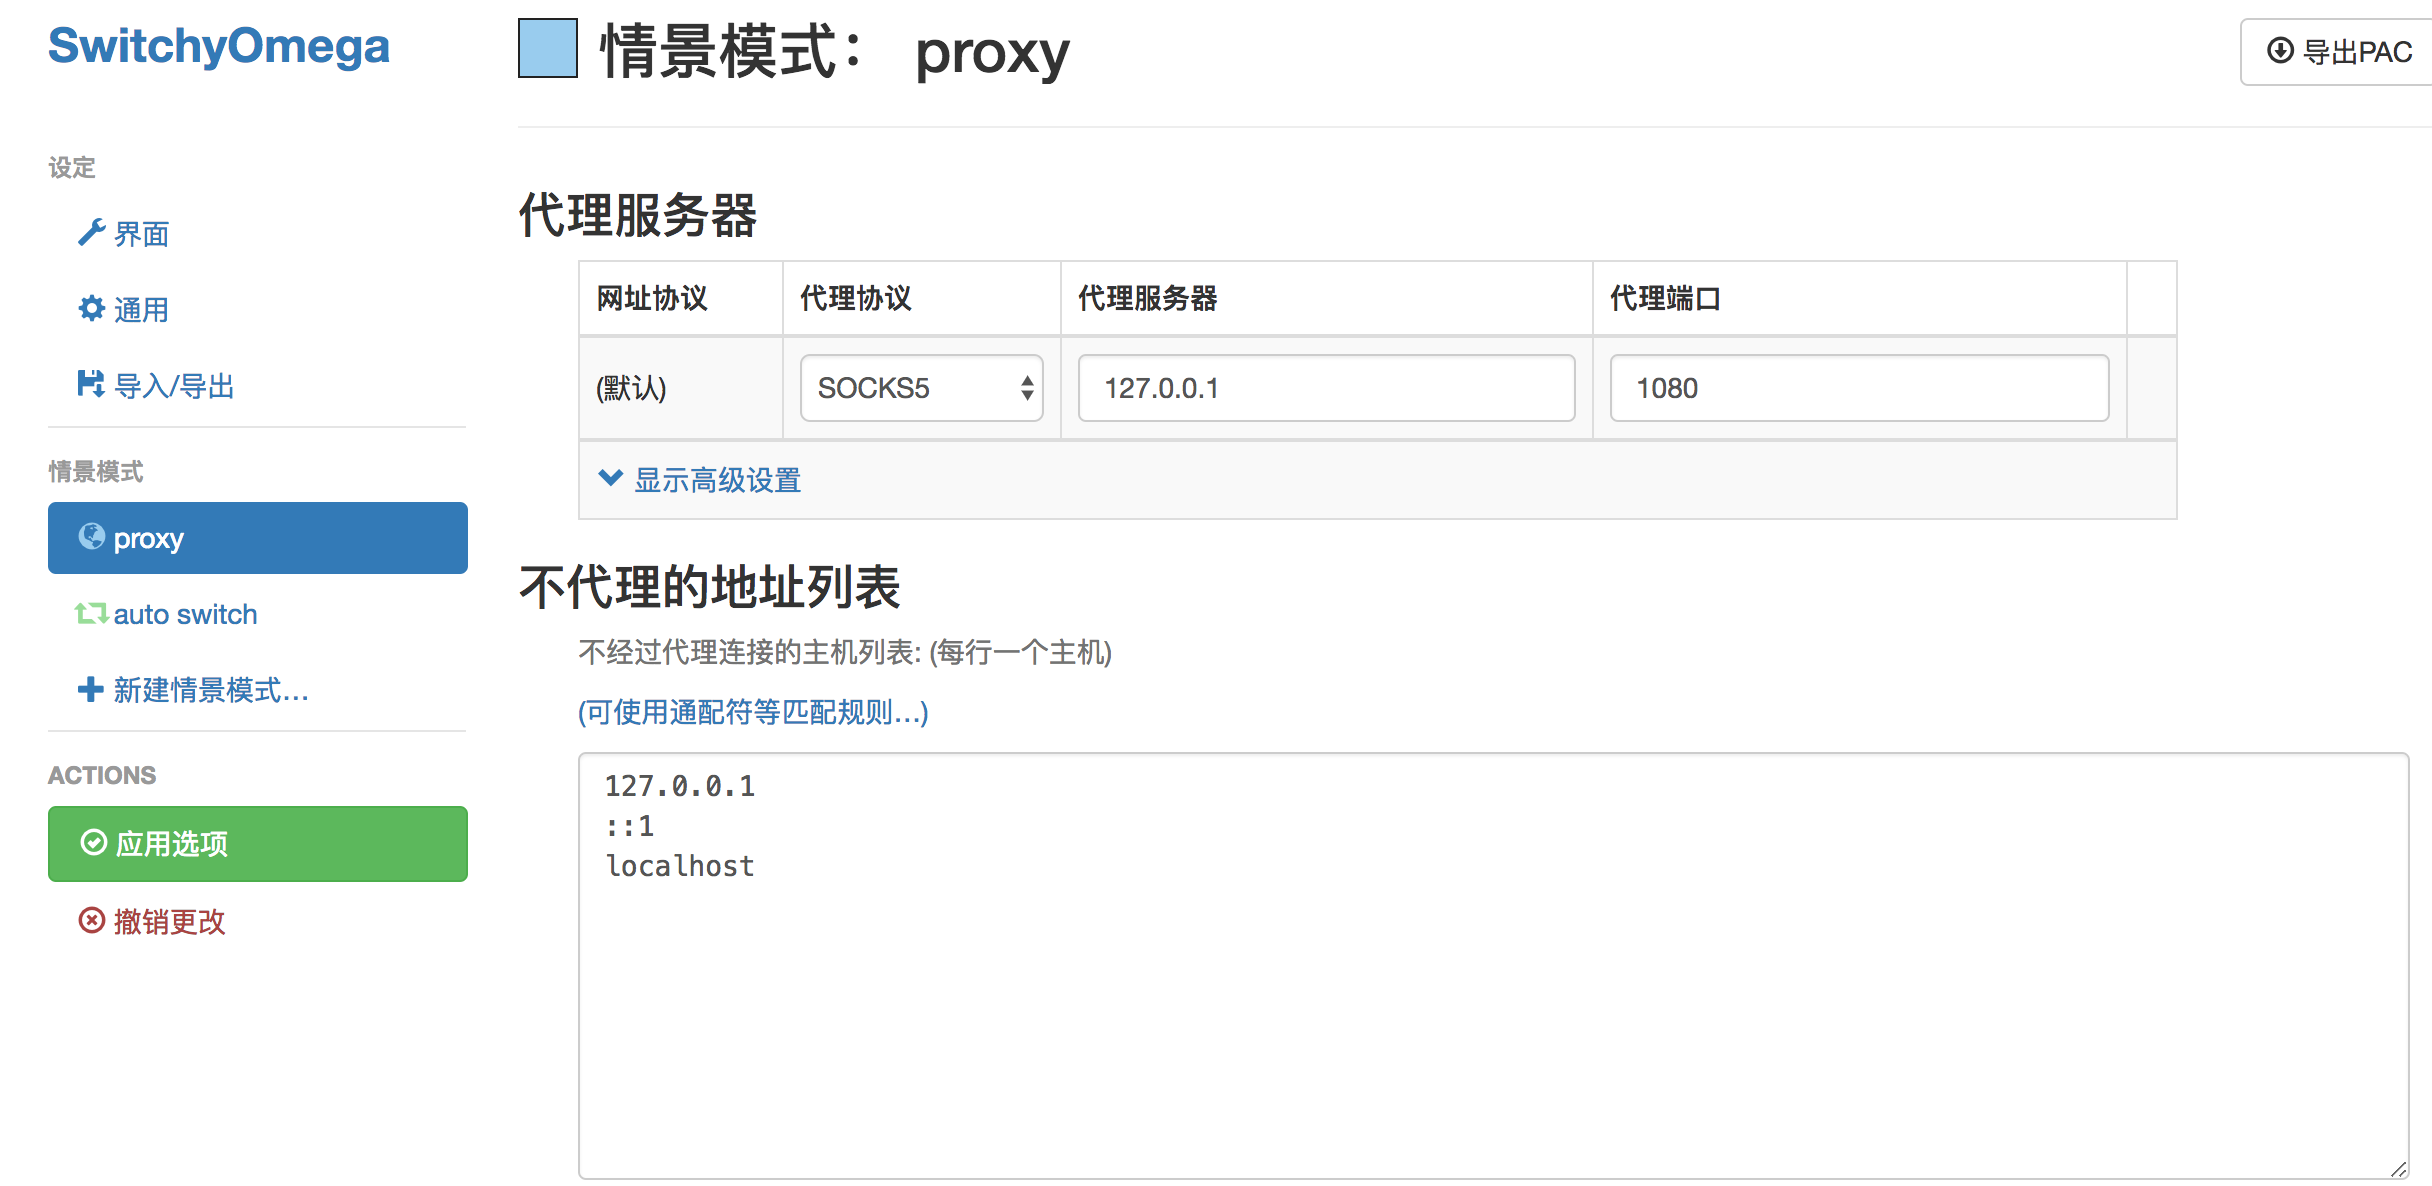 SwitchyOmega
设定
界面
通用
导入/导出
情景模式
proxy
auto switch
新建情景模式...
ACTIONS
应用选项
撤销更改
情景模式： proxy
导出PAC
代理服务器
网址协议 代理协议 代理服务器 代理端口
(默认) SOCKS5 127.0.0.1 1080
显示高级设置
不代理的地址列表
不经过代理连接的主机列表: (每行一个主机)
(可使用通配符等匹配规则...)
127.0.0.1
::1
localhost